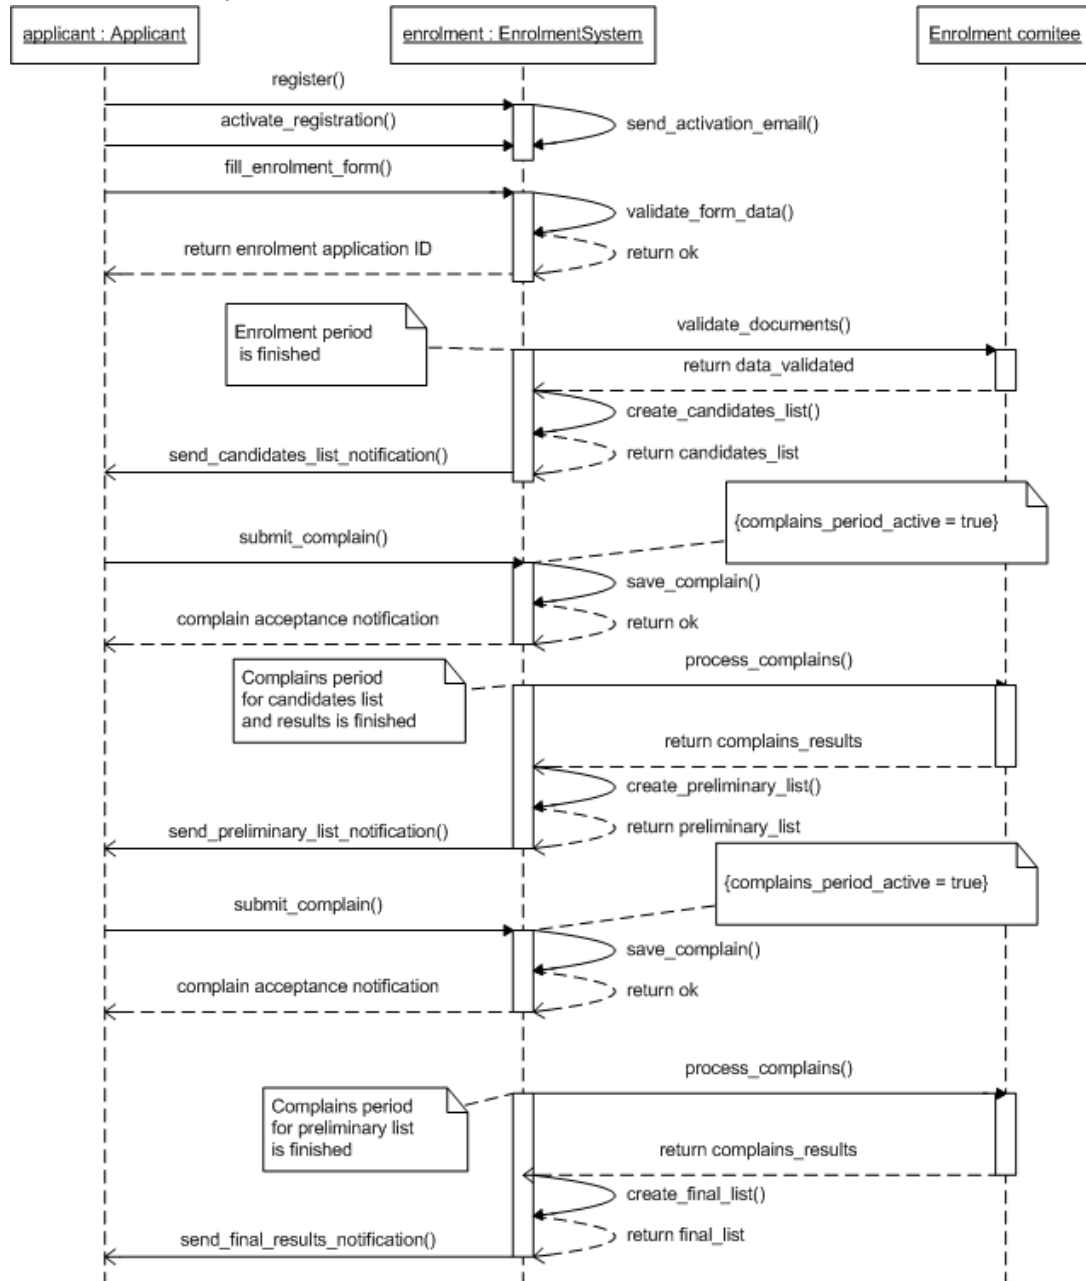 applicant : Applicant
enrolment : EnrolmentSystem
Enrolment comitee
register()
activate_registration()
send_activation_email()
fill_enrolment_form()
validate_form_data()
return enrolment application ID
return ok
Enrolment period
is finished
validate_documents()
return data_validated
create_candidates_list()
send_candidates_list_notification()
return candidates_list
{complains_period_active = true}
submit_complain()
save_complain()
complain acceptance notification
return ok
Complains period
for candidates list
and results is finished
process_complains()
return complains_results
create_preliminary_list()
send_preliminary_list_notification()
return preliminary_list
{complains_period_active = true}
submit_complain()
save_complain()
complain acceptance notification
return ok
process_complains()
Complains period
for preliminary list
is finished
return complains_results
create_final_list()
send_final_results_notification()
return final_list